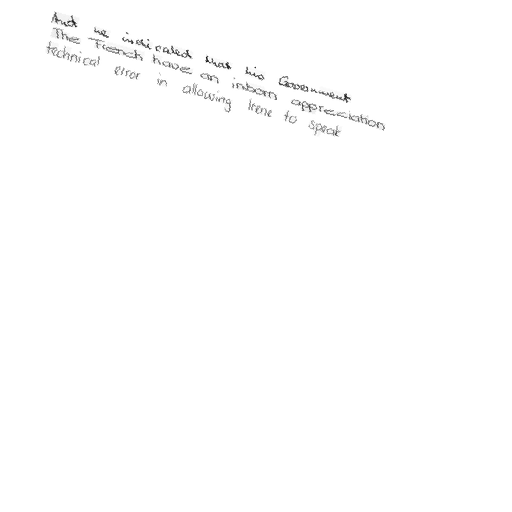 And he indicated that his Government
The French have an inborn appreciation
technical error in allowing Irene to speak